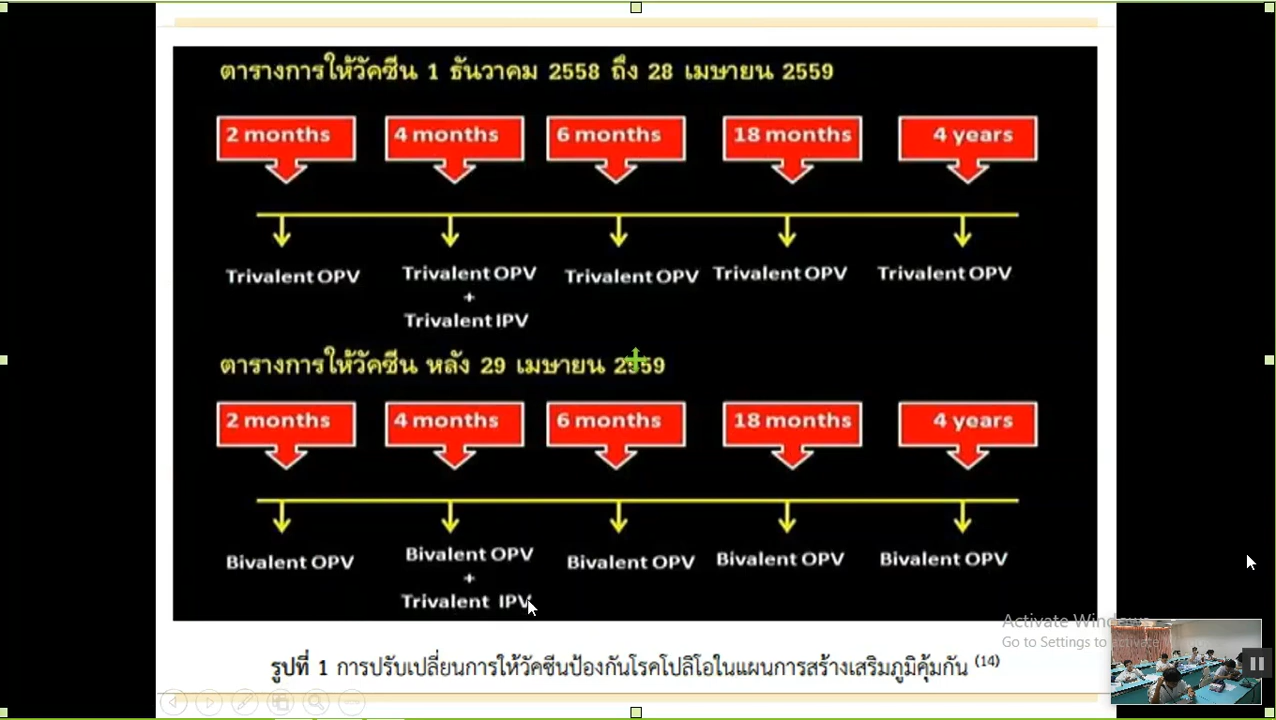 ตารางการให้วัคซีน 1 ธันวาคม 2558 ถึง 28 เมษายน 2559
2 months 4 months 6 months 18 months 4 years
Trivalent OPV Trivalent OPV Trivalent OPV Trivalent OPV Trivalent OPV
+
Trivalent IPV
ตารางการให้วัคซีน หลัง 29 เมษายน 2559
2 months 4 months 6 months 18 months 4 years
Bivalent OPV Bivalent OPV Bivalent OPV Bivalent OPV Bivalent OPV
+
Trivalent IPV
Activate Windows
Go to Settings to activate
รูปที่ 1 การปรับเปลี่ยนการให้วัคซีนป้องกันโรคโปลิโอในแผนการสร้างเสริมภูมิคุ้มกัน (14)